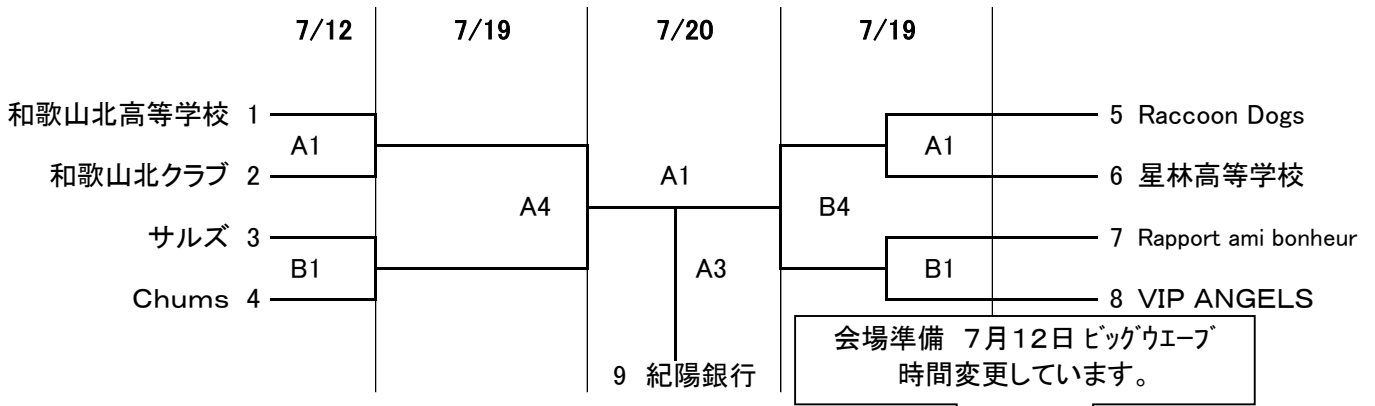 7/12 7/19 7/20 7/19
和歌山北高等学校 1
A1
和歌山北クラブ 2
サルズ 3
B1
Chums 4
A4
A1
A3
9 紀陽銀行
B4
5 Raccoon Dogs
A1
6 星林高等学校
7 Rapport ami bonheur
B1
8 VIP ANGELS
会場準備 7月12日 ビッグウエーブ
時間変更しています。